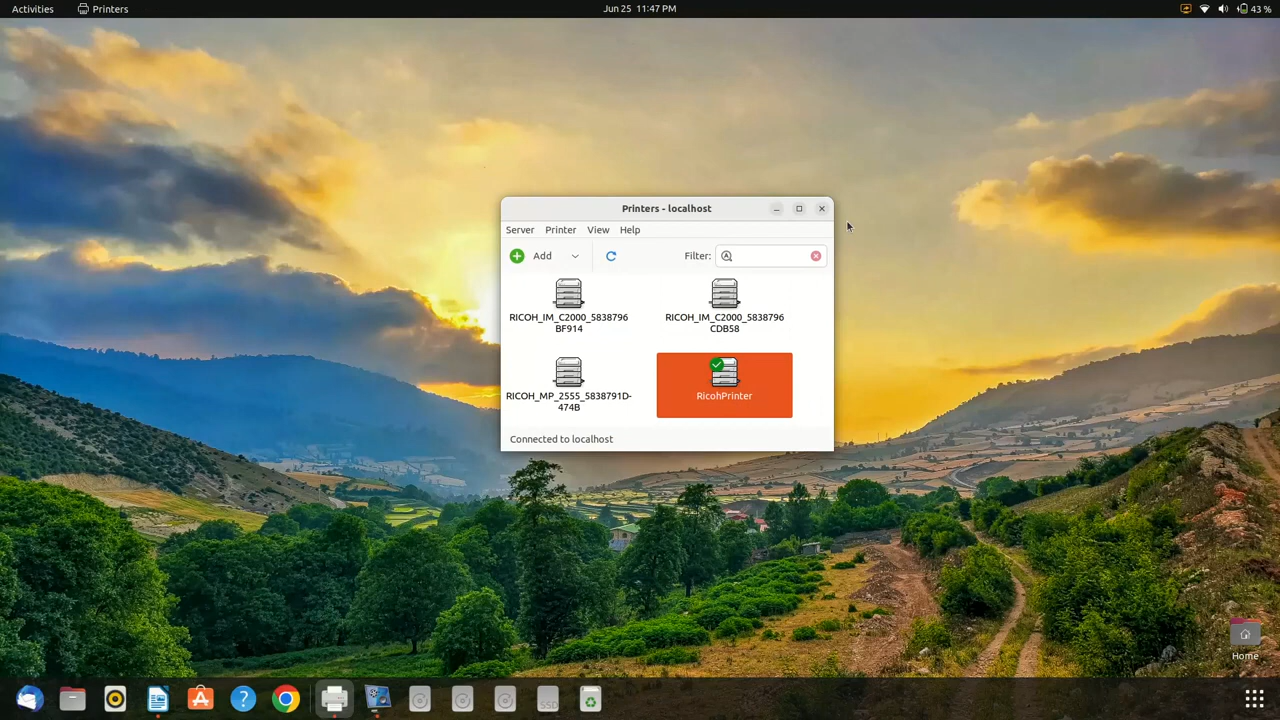 Activities
Printers
Jun 25 11:47 PM
43 %
Printers - localhost
Server Printer View Help
Add
Filter:
RICOH_IM_C2000_5838796
BF914
RICOH_IM_C2000_5838796
CDB58
RICOH_MP_2555_5838791D-
474B
RicohPrinter
Connected to localhost
Home
SSD